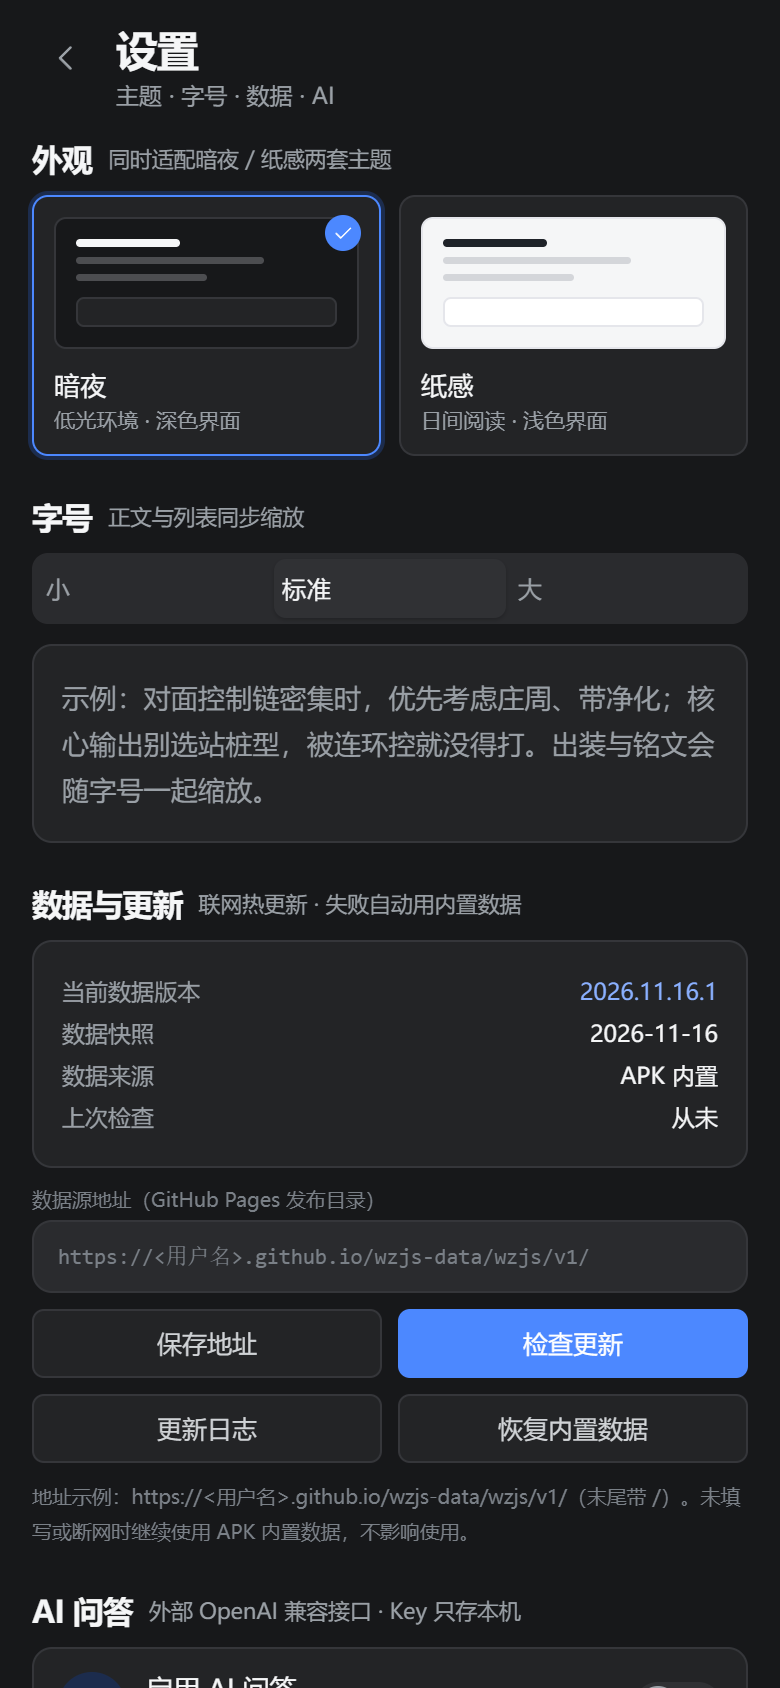 设置
主题 · 字号 · 数据 · AI
外观 同时适配暗夜 / 纸感两套主题
暗夜
低光环境 · 深色界面
纸感
日间阅读 · 浅色界面
字号 正文与列表同步缩放
小 标准 大
示例：对面控制链密集时，优先考虑庄周、带净化；核
心输出别选站桩型，被连环控就没得打。出装与铭文会
随字号一起缩放。
数据与更新 联网热更新 · 失败自动用内置数据
当前数据版本 2026.11.16.1
数据快照 2026-11-16
数据来源 APK 内置
上次检查 从未
数据源地址（GitHub Pages 发布目录）
https://<用户名>.github.io/wzjs-data/wzjs/v1/
保存地址 检查更新
更新日志 恢复内置数据
地址示例：https://<用户名>.github.io/wzjs-data/wzjs/v1/（末尾带 /）。未填
写或断网时继续使用 APK 内置数据，不影响使用。
AI 问答 外部 OpenAI 兼容接口 · Key 只存本机
启用 AI 问答